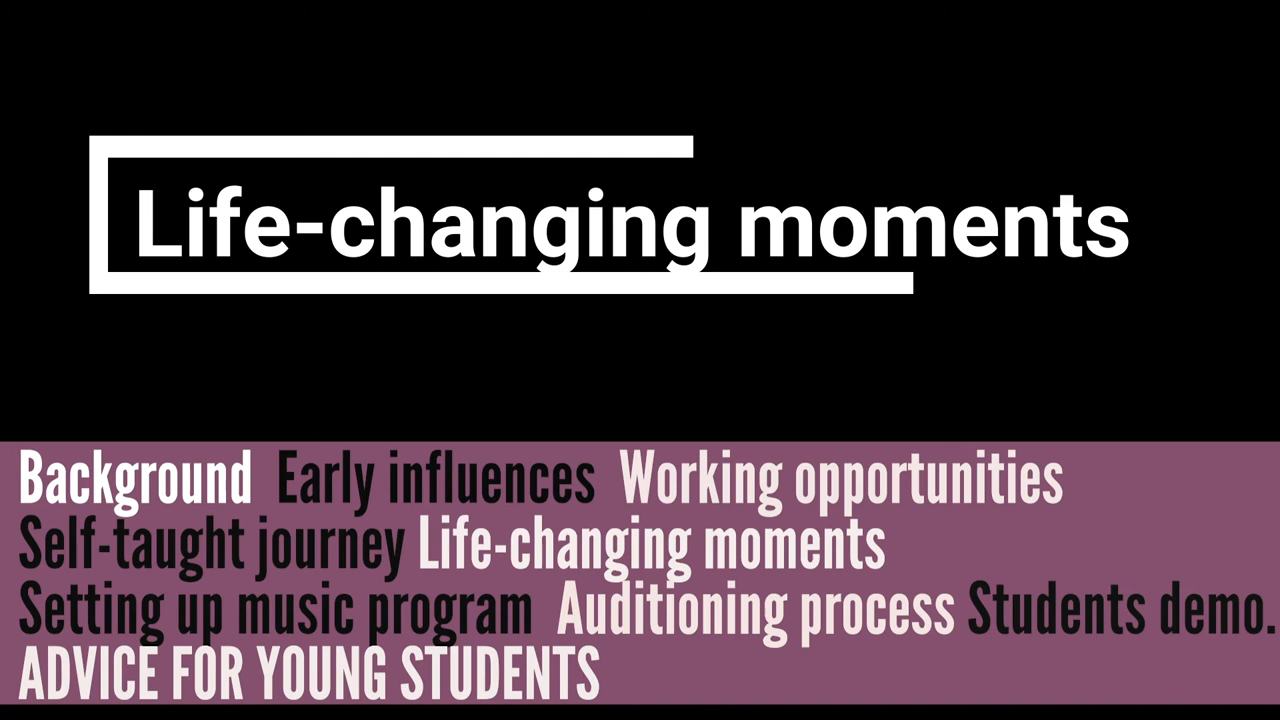 Life-changing moments
Background Early influences Working opportunities
Self-taught journey Life-changing moments
Setting up music program Auditioning process Students demo.
ADVICE FOR YOUNG STUDENTS